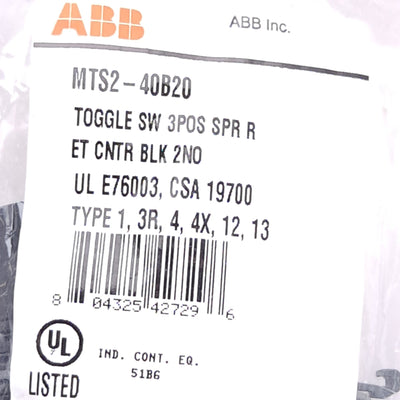 ABB ABB Inc.
MTS2-40B20
TOGGLE SW 3POS SPR R
ET CNTR BLK 2NO
UL E76003, CSA 19700
TYPE 1, 3R, 4, 4X, 12, 13
8 04325 42729 6
UL IND. CONT. EQ.
LISTED 51B6